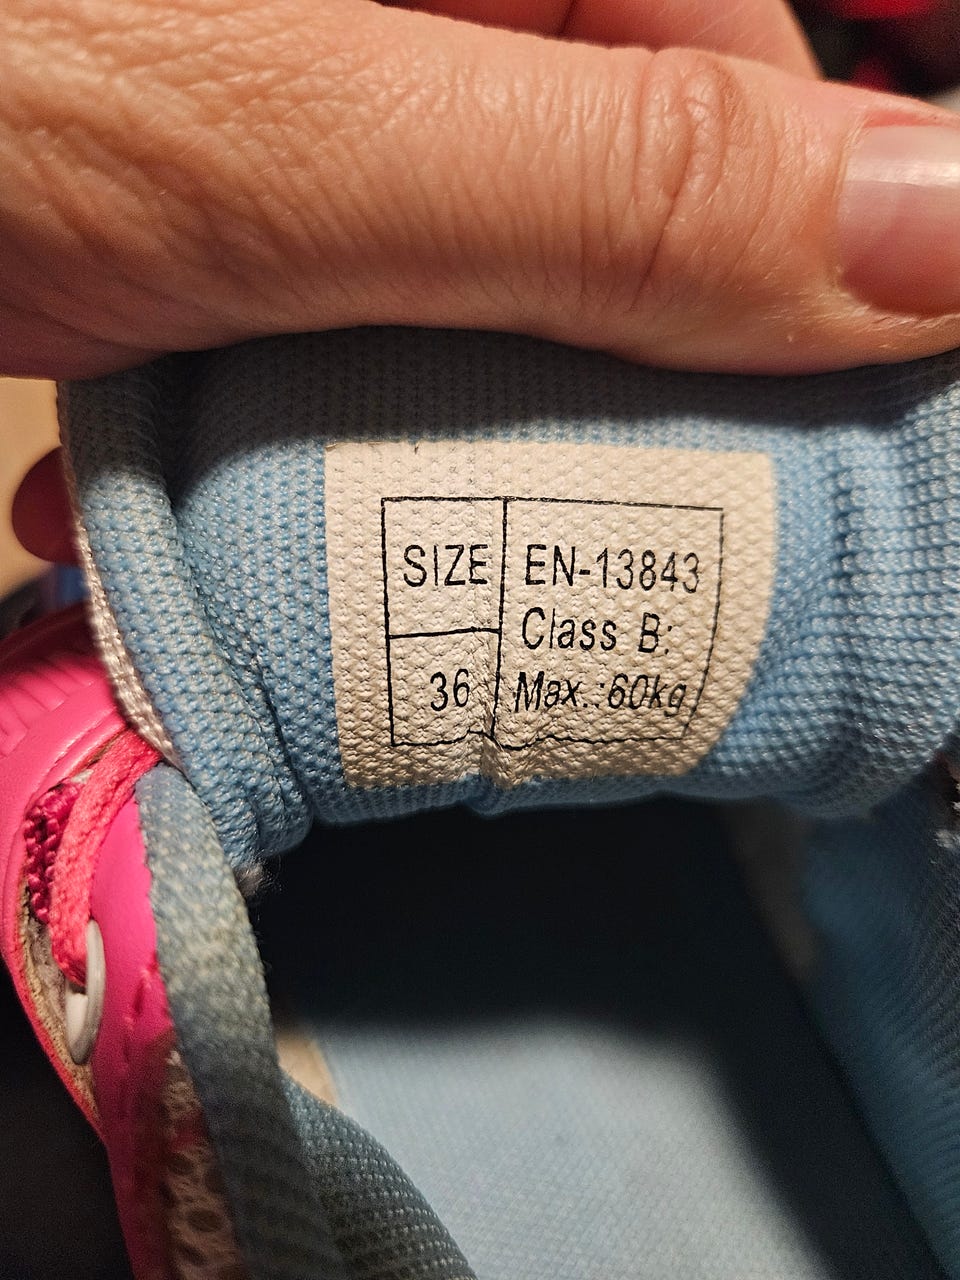 SIZE
36
EN-13843
Class B:
Max.:60kg